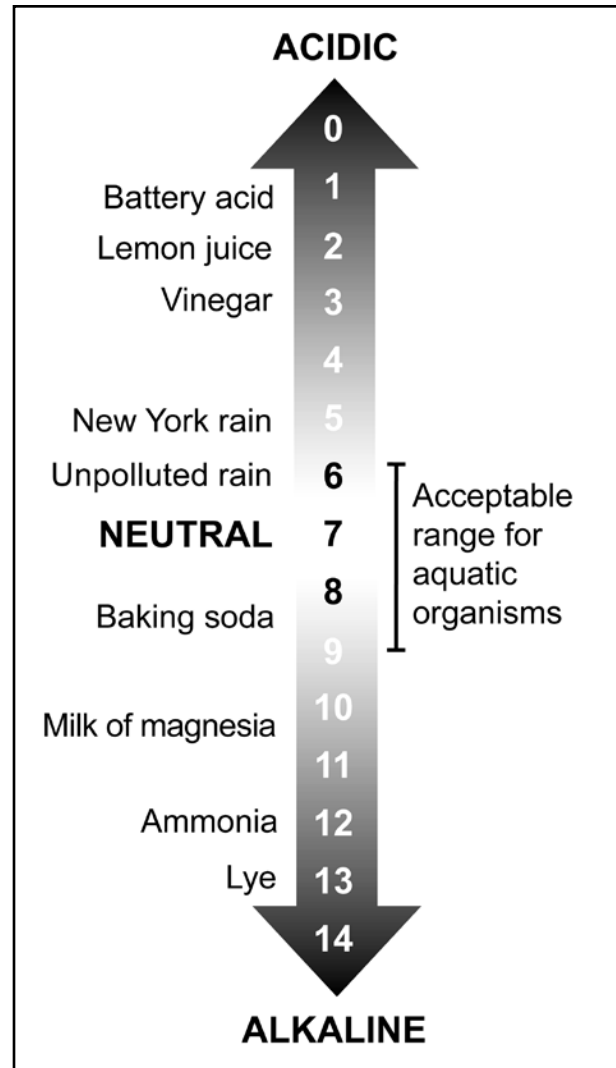 ACIDIC
0
Battery acid 1
Lemon juice 2
Vinegar 3
4
New York rain 5
Unpolluted rain 6
NEUTRAL 7
8
Baking soda
9
Acceptable
range for
aquatic
organisms
10
Milk of magnesia
11
Ammonia 12
Lye 13
14
ALKALINE